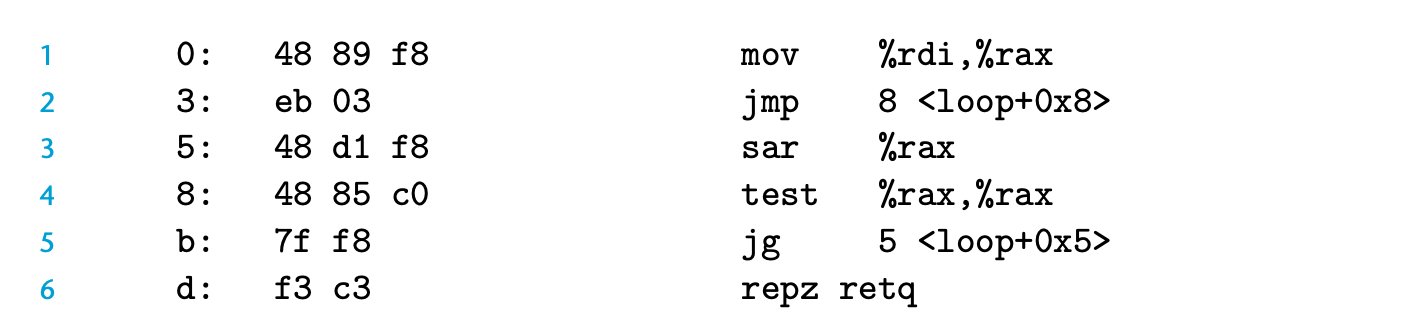 1 0: 48 89 f8 mov %rdi,%rax
2 3: eb 03 jmp 8 <loop+0x8>
3 5: 48 d1 f8 sar %rax
4 8: 48 85 c0 test %rax,%rax
5 b: 7f f8 jg 5 <loop+0x5>
6 d: f3 c3 repz retq